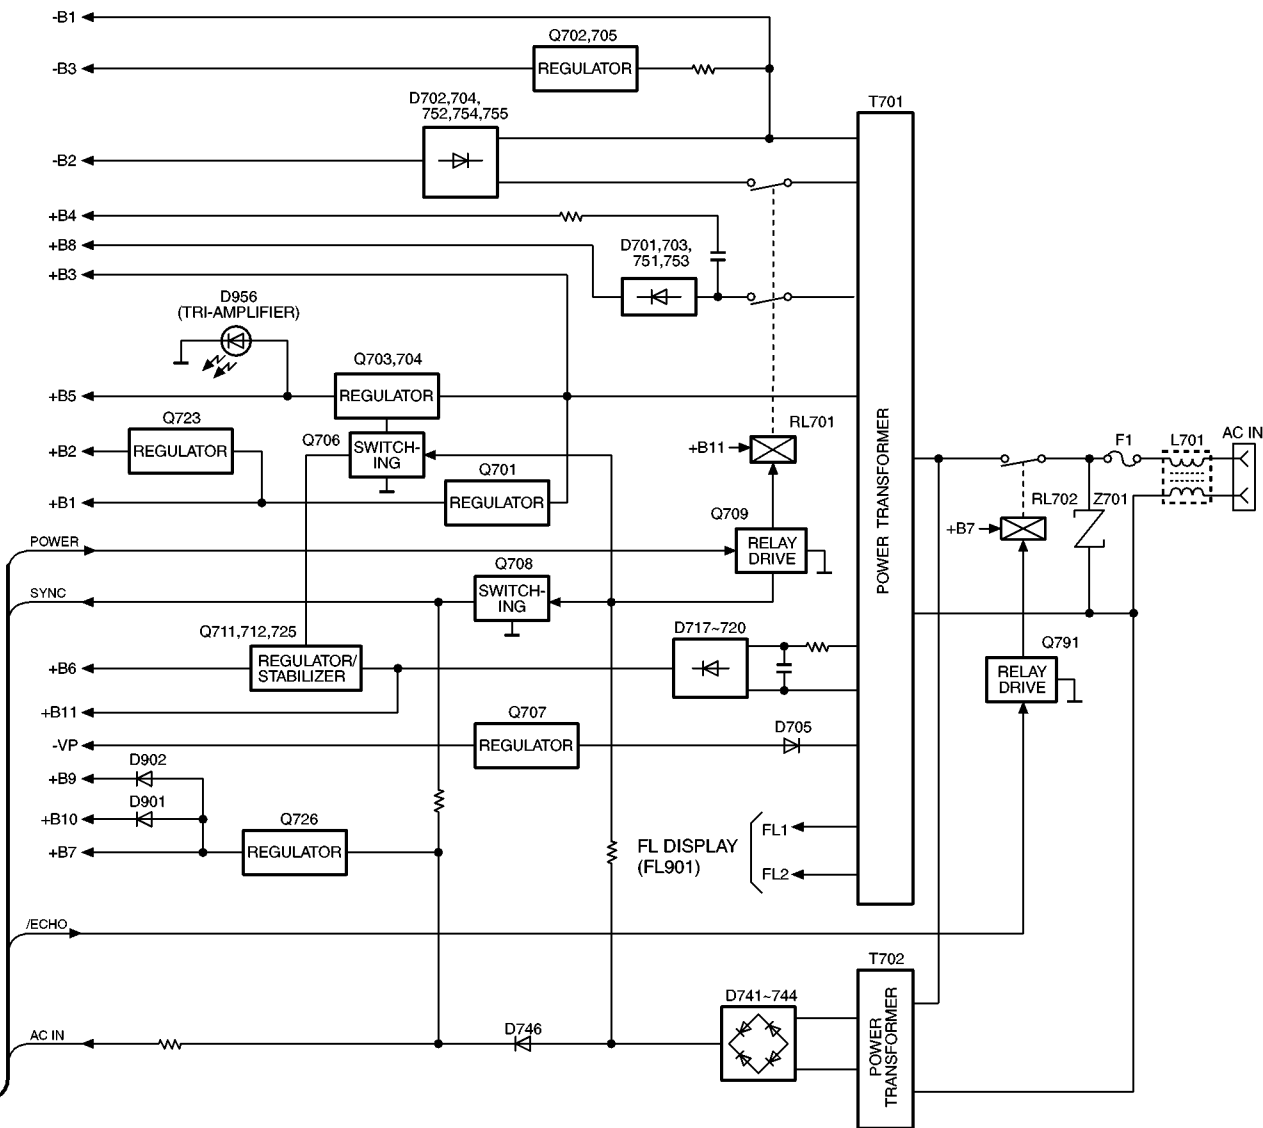 -B1
Q702,705
-B3
REGULATOR
D702,704,
752,754,755
T701
-B2
+B4
+B8
D701,703,
751,753
+B3
D956
(TRI-AMPLIFIER)
Q703,704
+B5
REGULATOR
Q723
RL701
+B2
REGULATOR
Q706
SWITCH-
ING
+B11
Q701
+B1
REGULATOR
POWER TRANSFORMER
F1
L701
AC IN
RL702
Z701
+B7
Q709
POWER
RELAY
DRIVE
Q708
SYNC
SWITCH-
ING
Q711,712,725
D717~720
+B6
REGULATOR/
STABILIZER
Q791
RELAY
DRIVE
+B11
Q707
-VP
REGULATOR
D705
D902
+B9
D901
+B10
Q726
+B7
REGULATOR
FL DISPLAY
(FL901)
FL1
FL2
/ECHO
T702
D741~744
POWER
TRANSFORMER
AC IN
D746